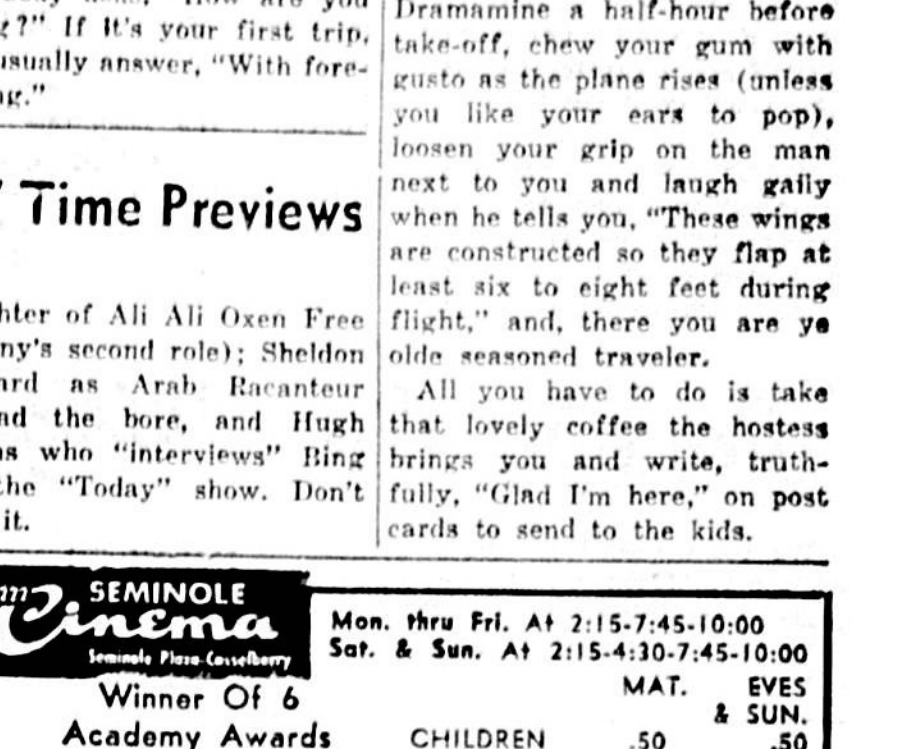 If it's your first trip,
usually answer, "With fore-
Time Previews
of Ali Ali Oxen Free
second role); Sheldon
as Arab Racanteur
the bore, and Hugh
who "interviews" Bing
"Today" show. Don't
it.
Dramamine a half-hour before
take-off, chew your gum with
gusto as the plane rises (unless
you like your ears to pop),
loosen your grip on the man
next to you and laugh gaily
when he tells you, "These wings
are constructed so they flap at
least six to eight feet during
flight," and, there you are ye
olde seasoned traveler.
All you have to do is take
that lovely coffee the hostess
brings you and write, truth-
fully, "Glad I'm here," on post
cards to send to the kids.
SEMINOLE
Cinema
Seminole Plaza-Casselberry
Mon. thru Fri. At 2:15-7:45-10:00
Sat. & Sun. At 2:15-4:30-7:45-10:00
Winner Of 6
Academy Awards
MAT. EVES
& SUN.
CHILDREN .50 .50